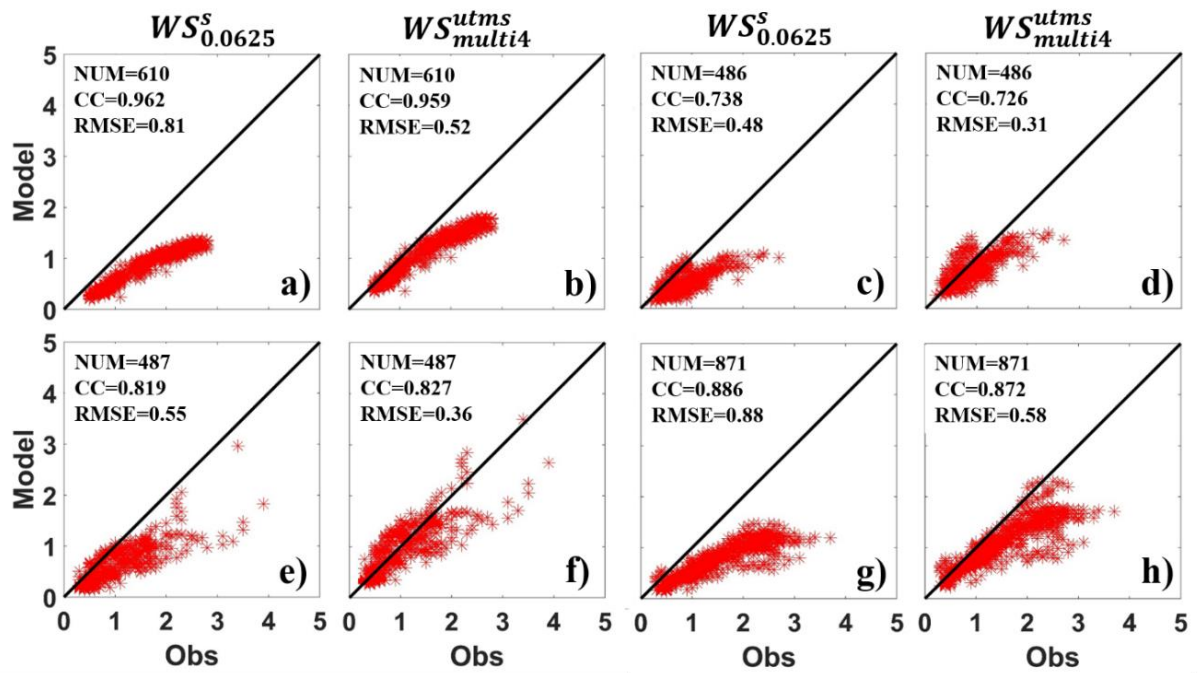 WS^s_0.0625 WS^utms_multi4 WS^s_0.0625 WS^utms_multi4
5
4
3
2
1
0
Model
NUM=610
CC=0.962
RMSE=0.81
a)
NUM=610
CC=0.959
RMSE=0.52
b)
NUM=486
CC=0.738
RMSE=0.48
c)
NUM=486
CC=0.726
RMSE=0.31
d)
5
4
3
2
1
0
Model
NUM=487
CC=0.819
RMSE=0.55
e)
NUM=487
CC=0.827
RMSE=0.36
f)
NUM=871
CC=0.886
RMSE=0.88
g)
NUM=871
CC=0.872
RMSE=0.58
h)
0 1 2 3 4 5 0 1 2 3 4 5 0 1 2 3 4 5 0 1 2 3 4 5
Obs Obs Obs Obs